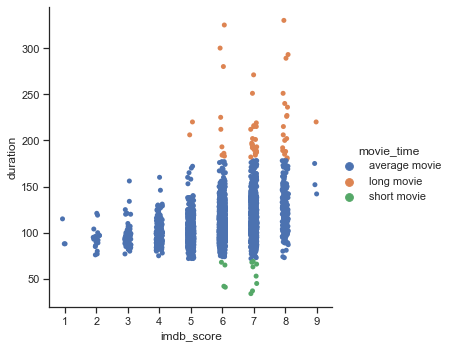 300
250
200
150
100
50
duration
1 2 3 4 5 6 7 8 9
imdb_score
movie_time
average movie
long movie
short movie